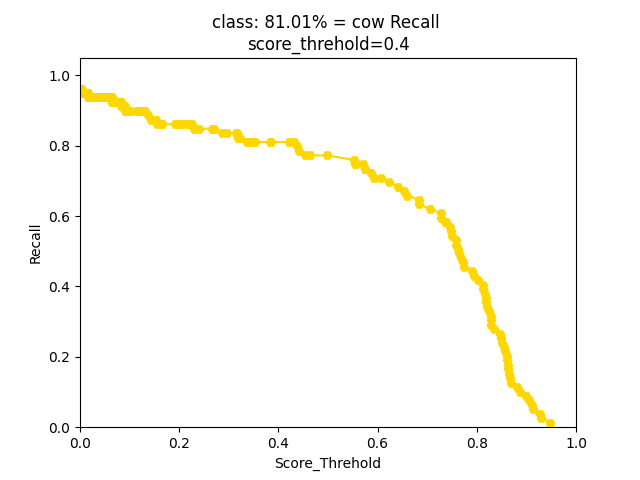 class: 81.01% = cow Recall
score_threhold=0.4
1.0
0.8
0.6
0.4
0.2
0.0
Recall
0.0 0.2 0.4 0.6 0.8 1.0
Score_Threhold